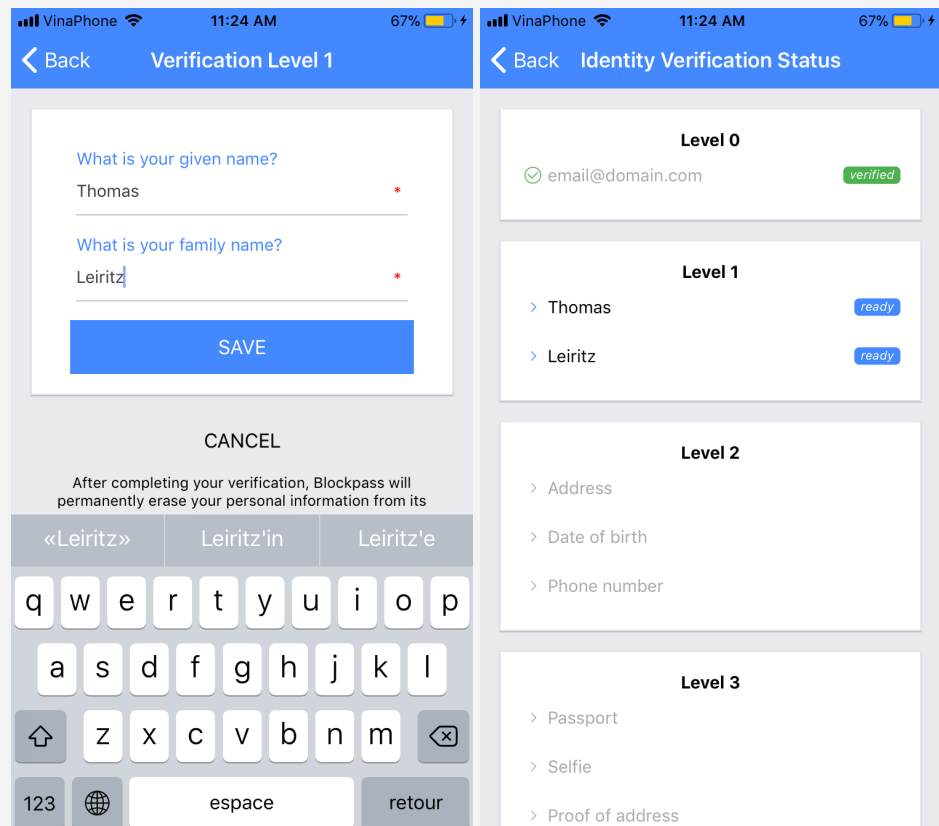 VinaPhone 11:24 AM 67%
Back Verification Level 1
What is your given name?
Thomas *
What is your family name?
Leiritz *
SAVE
CANCEL
After completing your verification, Blockpass will
permanently erase your personal information from its
«Leiritz» Leiritz'in Leiritz'e
q w e r t y u i o p
a s d f g h j k l
z x c v b n m
123 espace retour
VinaPhone 11:24 AM 67%
Back Identity Verification Status
Level 0
email@domain.com verified
Level 1
Thomas ready
Leiritz ready
Level 2
Address
Date of birth
Phone number
Level 3
Passport
Selfie
Proof of address